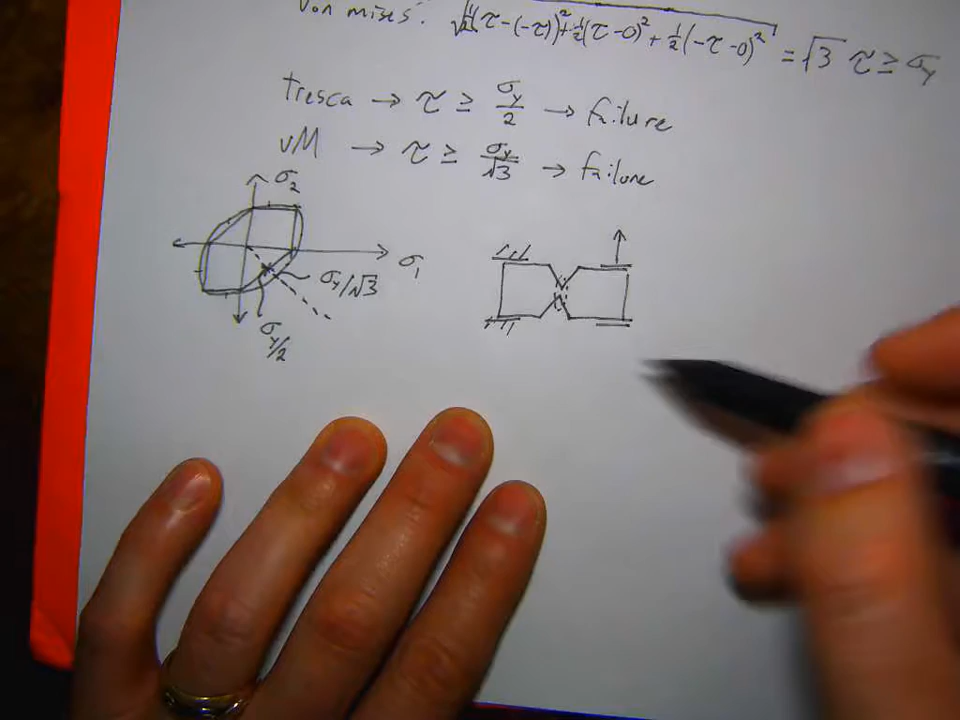 Von mises: √(½(τ-(-τ))² + ½(τ-0)² + ½(-τ-0)²) = √3 τ ≥ σy
tresca → τ ≥ σy/2 → failure
vM → τ ≥ σy/√3 → failure
σ2
σ1
σy/√3
σy/2